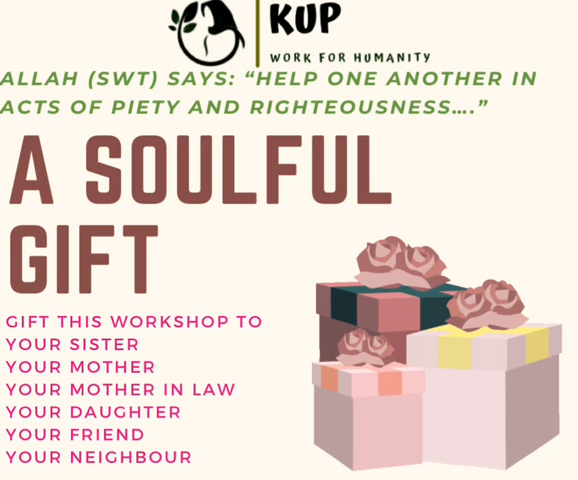 KUP
WORK FOR HUMANITY
ALLAH (SWT) SAYS: “HELP ONE ANOTHER IN
ACTS OF PIETY AND RIGHTEOUSNESS….”
A SOULFUL
GIFT
GIFT THIS WORKSHOP TO
YOUR SISTER
YOUR MOTHER
YOUR MOTHER IN LAW
YOUR DAUGHTER
YOUR FRIEND
YOUR NEIGHBOUR